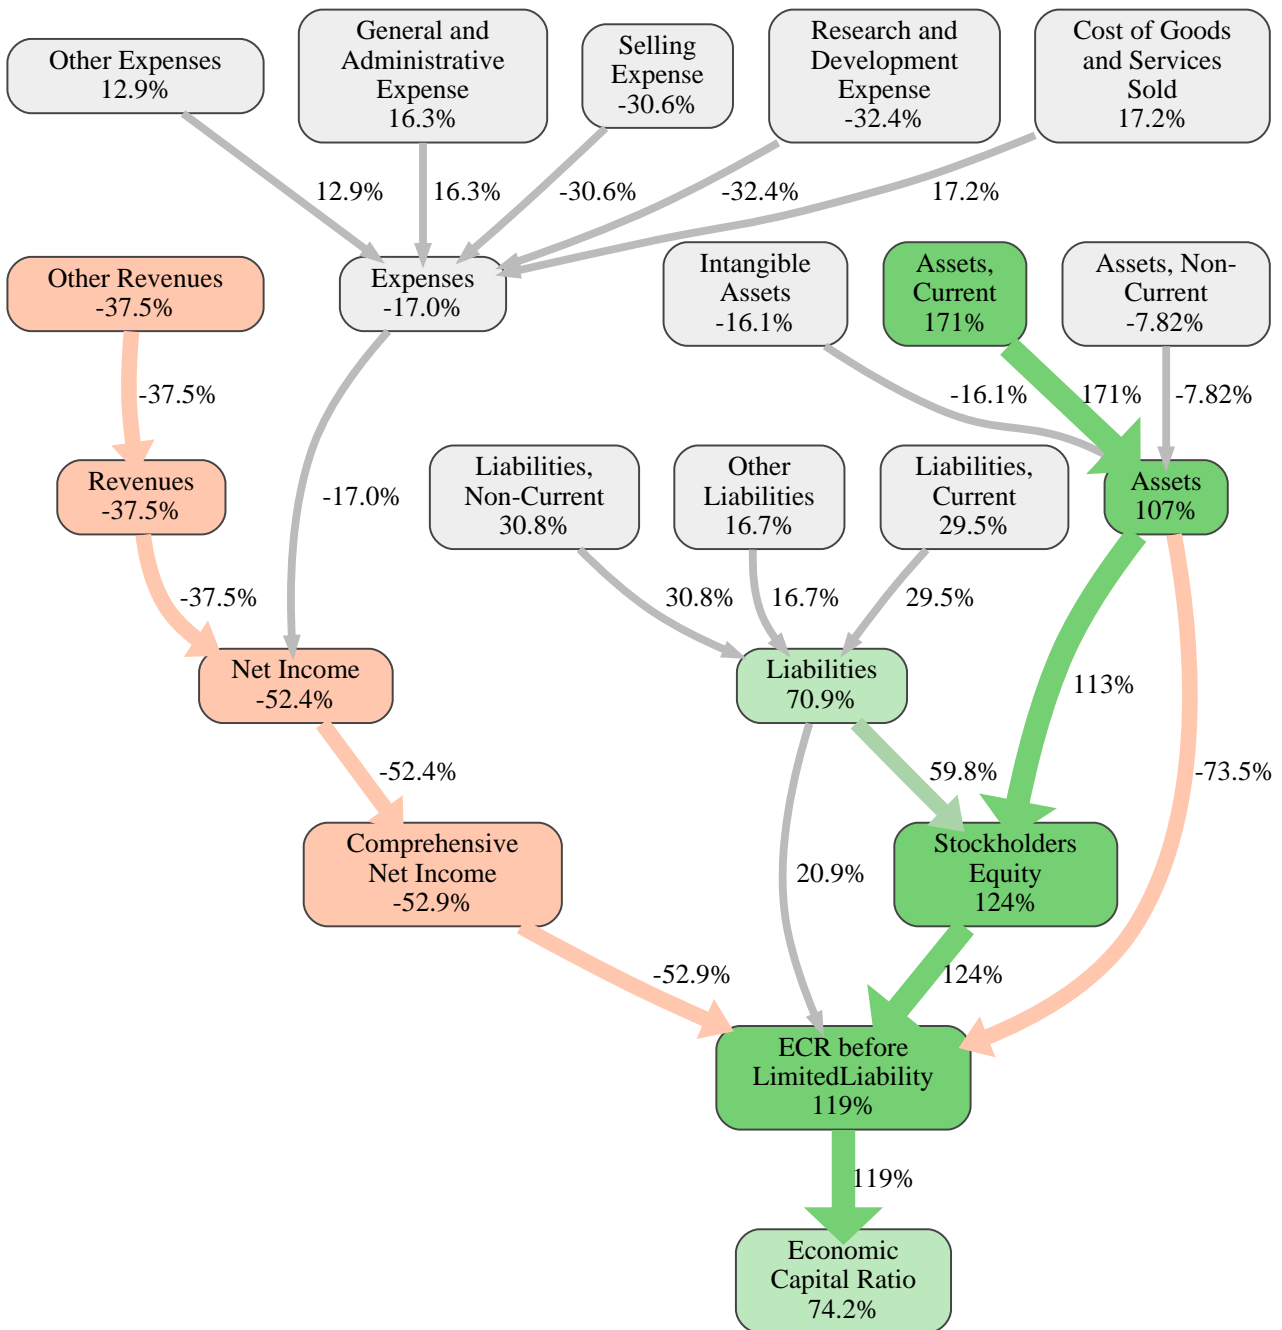 Other Expenses
12.9%
General and
Administrative
Expense
16.3%
Selling
Expense
-30.6%
Research and
Development
Expense
-32.4%
Cost of Goods
and Services
Sold
17.2%
12.9%
16.3%
-30.6%
-32.4%
17.2%
Other Revenues
-37.5%
Expenses
-17.0%
Intangible
Assets
-16.1%
Assets,
Current
171%
Assets, Non-
Current
-7.82%
-37.5%
-16.1%
171%
-7.82%
Revenues
-37.5%
-17.0%
Liabilities,
Non-Current
30.8%
Other
Liabilities
16.7%
Liabilities,
Current
29.5%
Assets
107%
-37.5%
30.8%
16.7%
29.5%
Net Income
-52.4%
Liabilities
70.9%
113%
-52.4%
59.8%
-73.5%
Comprehensive
Net Income
-52.9%
20.9%
Stockholders
Equity
124%
-52.9%
124%
ECR before
LimitedLiability
119%
119%
Economic
Capital Ratio
74.2%